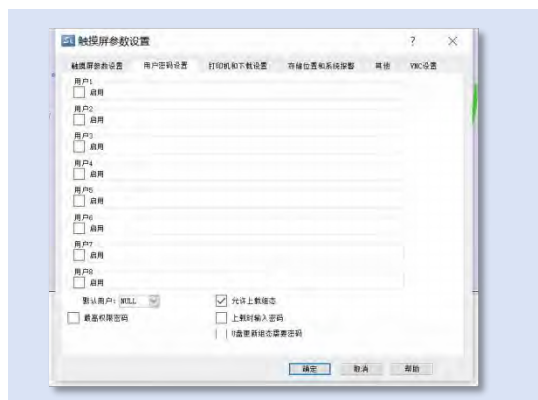 触摸屏参数设置
? ×
触摸屏参数设置 用户密码设置 打印机和下载设置 存储位置和系统报警 其他 VNC设置
用户1
启用
用户2
启用
用户3
启用
用户4
启用
用户5
启用
用户6
启用
用户7
启用
用户8
启用
默认用户: NULL 允许上载组态
最高权限密码 上载时输入密码
U盘更新组态需要密码
确定 取消 帮助